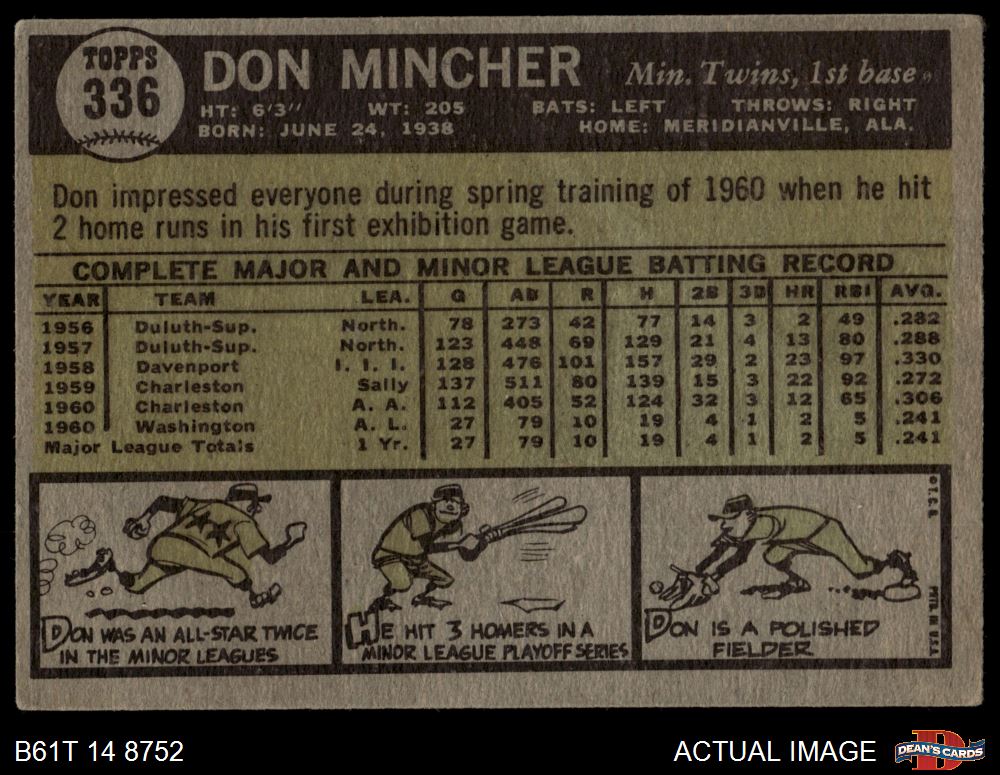 TOPPS
336
DON MINCHER
Min. Twins, 1st base
HT: 6'3" WT: 205 BATS: LEFT THROWS: RIGHT
BORN: JUNE 24, 1938 HOME: MERIDIANVILLE, ALA.
Don impressed everyone during spring training of 1960 when he hit
2 home runs in his first exhibition game.
COMPLETE MAJOR AND MINOR LEAGUE BATTING RECORD
YEAR TEAM LEA. G AB R H 2B 3B HR RBI AVG.
1956 Duluth-Sup. North. 78 273 42 77 14 3 2 49 .282
1957 Duluth-Sup. North. 123 448 69 129 21 4 13 80 .288
1958 Davenport I. I. I. 128 476 101 157 29 2 23 97 .330
1959 Charleston Sally 137 511 80 139 15 3 22 92 .272
1960 Charleston A. A. 112 405 52 124 32 3 12 65 .306
1960 Washington A. L. 27 79 10 19 4 1 2 5 .241
Major League Totals 1 Yr. 27 79 10 19 4 1 2 5 .241
DON WAS AN ALL-STAR TWICE
IN THE MINOR LEAGUES
HE HIT 3 HOMERS IN A
MINOR LEAGUE PLAYOFF SERIES
DON IS A POLISHED
FIELDER
© T.C.G.
PTD. IN U.S.A.
B61T 14 8752
ACTUAL IMAGE
DEAN'S CARDS